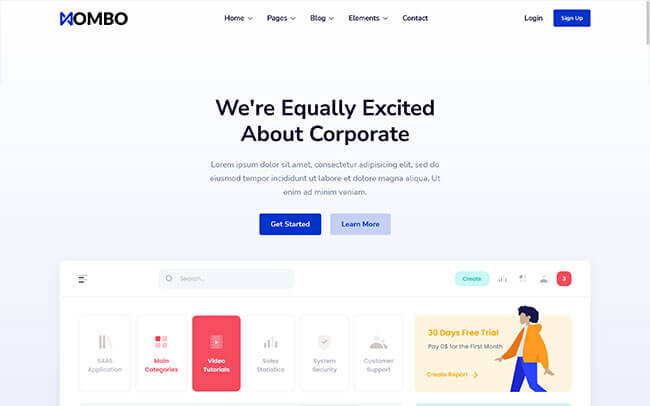 MOMBO
Home Pages Blog Elements Contact
Login Sign Up
We're Equally Excited
About Corporate
Lorem ipsum dolor sit amet, consectetur adipisicing elit, sed do
eiusmod tempor incididunt ut labore et dolore magna aliqua. Ut
enim ad minim veniam.
Get Started Learn More
Search...
Create
3
SAAS
Application
Main
Categories
Video
Tutorials
Sales
Statistics
System
Security
Customer
Support
30 Days Free Trial
Pay 0$ for the First Month
Create Report